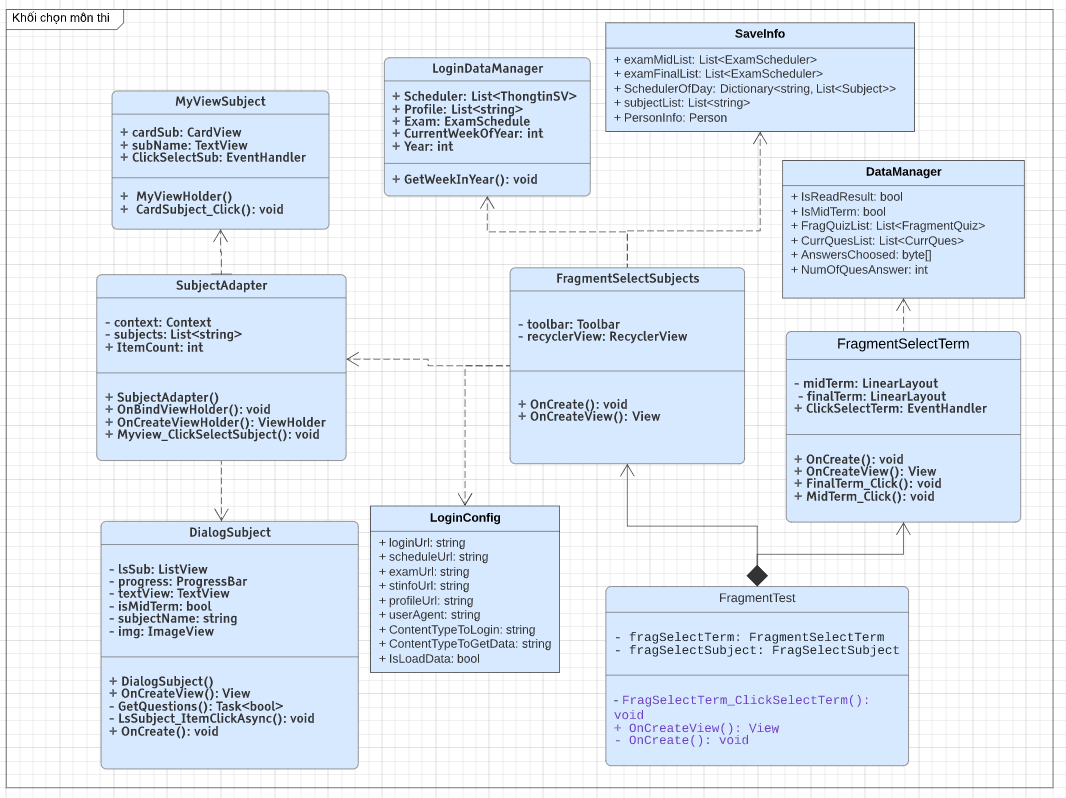 Khối chọn môn thi
SaveInfo
+ examMidList: List<ExamScheduler>
+ examFinalList: List<ExamScheduler>
+ SchedulerOfDay: Dictionary<string, List<Subject>>
+ subjectList: List<string>
+ PersonInfo: Person
LoginDataManager
+ Scheduler: List<ThongtinSV>
+ Profile: List<string>
+ Exam: ExamSchedule
+ CurrentWeekOfYear: int
+ Year: int
+ GetWeekInYear(): void
MyViewSubject
+ cardSub: CardView
+ subName: TextView
+ ClickSelectSub: EventHandler
+ MyViewHolder()
+ CardSubject_Click(): void
DataManager
+ IsReadResult: bool
+ IsMidTerm: bool
+ FragQuizList: List<FragmentQuiz>
+ CurrQuesList: List<CurrQues>
+ AnswersChoosed: byte[]
+ NumOfQuesAnswer: int
SubjectAdapter
- context: Context
- subjects: List<string>
+ ItemCount: int
+ SubjectAdapter()
+ OnBindViewHolder(): void
+ OnCreateViewHolder(): ViewHolder
+ Myview_ClickSelectSubject(): void
FragmentSelectSubjects
- toolbar: Toolbar
- recyclerView: RecyclerView
+ OnCreate(): void
+ OnCreateView(): View
FragmentSelectTerm
- midTerm: LinearLayout
- finalTerm: LinearLayout
+ ClickSelectTerm: EventHandler
+ OnCreate(): void
+ OnCreateView(): View
+ FinalTerm_Click(): void
+ MidTerm_Click(): void
DialogSubject
- lsSub: ListView
- progress: ProgressBar
- textView: TextView
- isMidTerm: bool
- subjectName: string
- img: ImageView
+ DialogSubject()
+ OnCreateView(): View
- GetQuestions(): Task<bool>
- LsSubject_ItemClickAsync(): void
+ OnCreate(): void
LoginConfig
+ loginUrl: string
+ scheduleUrl: string
+ examUrl: string
+ stinfoUrl: string
+ profileUrl: string
+ userAgent: string
+ ContentTypeToLogin: string
+ ContentTypeToGetData: string
+ IsLoadData: bool
FragmentTest
- fragSelectTerm: FragmentSelectTerm
- fragSelectSubject: FragSelectSubject
- FragSelectTerm_ClickSelectTerm():
void
+ OnCreateView(): View
- OnCreate(): void